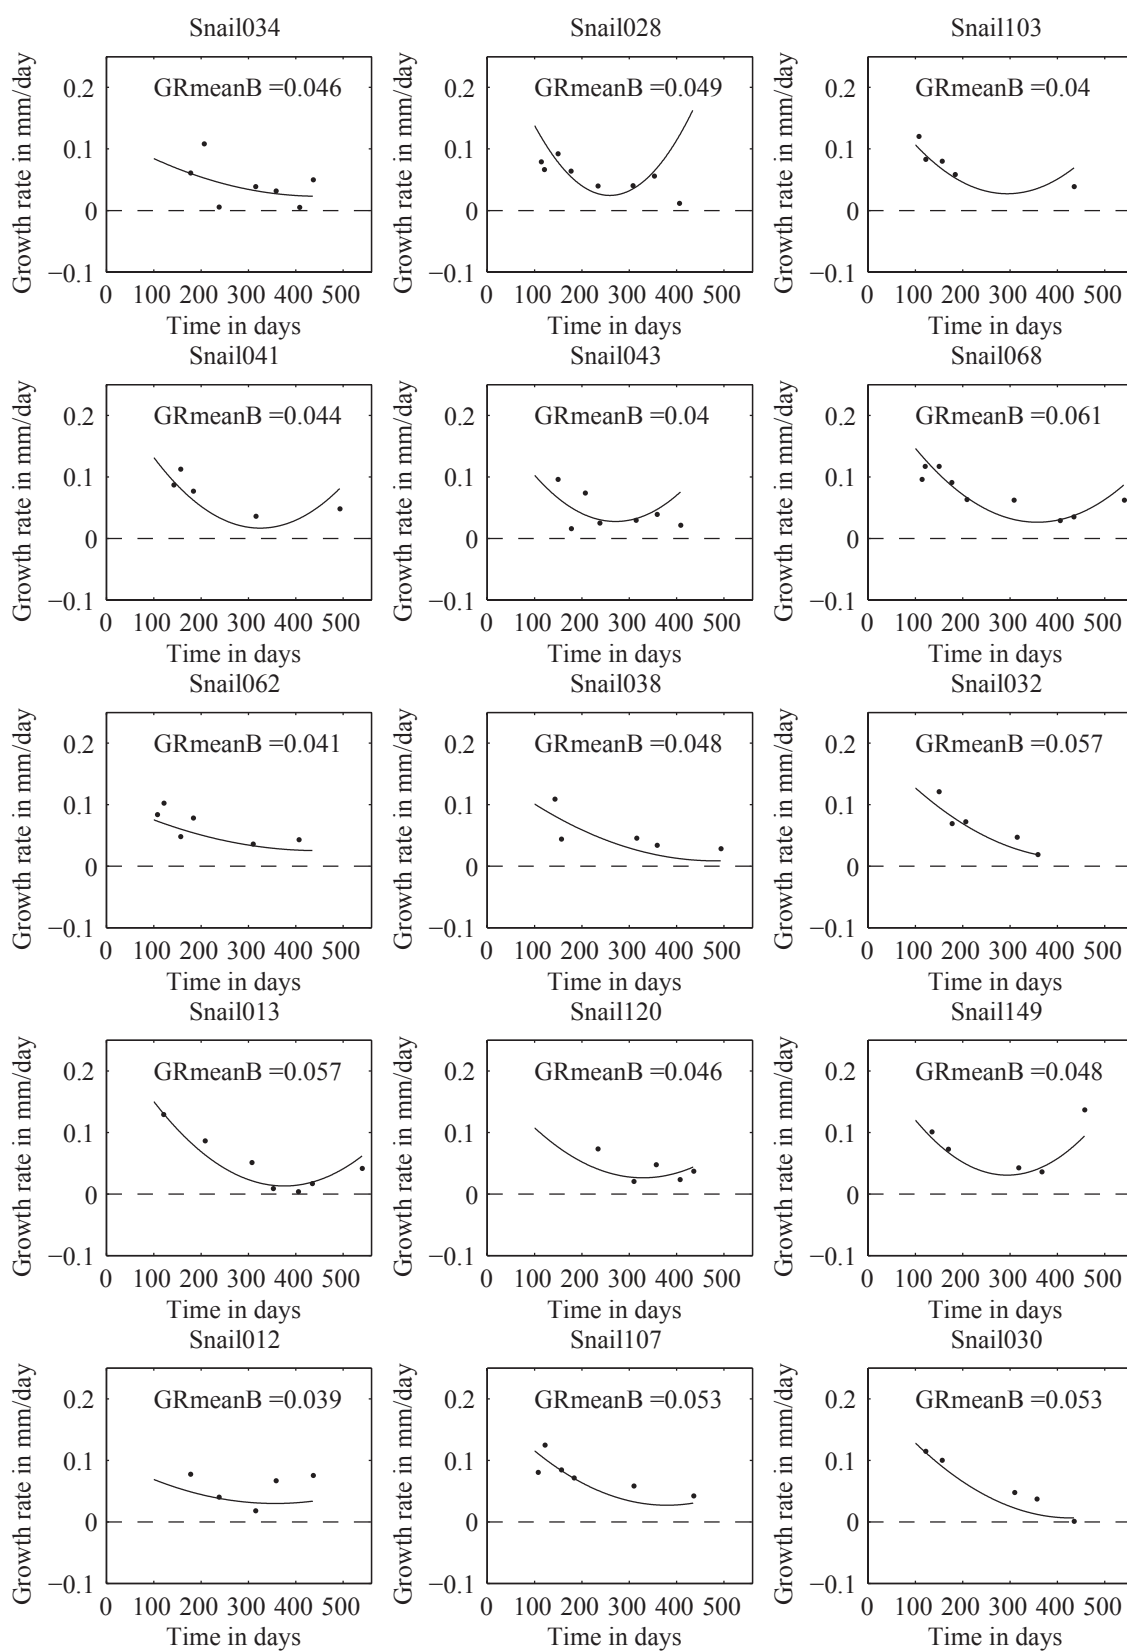 Snail034 Snail028 Snail103
Growth rate in mm/day Growth rate in mm/day Growth rate in mm/day
GRmeanB =0.046 GRmeanB =0.049 GRmeanB =0.04
0.2 0.2 0.2
0.1 0.1 0.1
0 0 0
−0.1 −0.1 −0.1
0 100 200 300 400 500 0 100 200 300 400 500 0 100 200 300 400 500
Time in days Time in days Time in days
Snail041 Snail043 Snail068
Growth rate in mm/day Growth rate in mm/day Growth rate in mm/day
GRmeanB =0.044 GRmeanB =0.04 GRmeanB =0.061
0.2 0.2 0.2
0.1 0.1 0.1
0 0 0
−0.1 −0.1 −0.1
0 100 200 300 400 500 0 100 200 300 400 500 0 100 200 300 400 500
Time in days Time in days Time in days
Snail062 Snail038 Snail032
Growth rate in mm/day Growth rate in mm/day Growth rate in mm/day
GRmeanB =0.041 GRmeanB =0.048 GRmeanB =0.057
0.2 0.2 0.2
0.1 0.1 0.1
0 0 0
−0.1 −0.1 −0.1
0 100 200 300 400 500 0 100 200 300 400 500 0 100 200 300 400 500
Time in days Time in days Time in days
Snail013 Snail120 Snail149
Growth rate in mm/day Growth rate in mm/day Growth rate in mm/day
GRmeanB =0.057 GRmeanB =0.046 GRmeanB =0.048
0.2 0.2 0.2
0.1 0.1 0.1
0 0 0
−0.1 −0.1 −0.1
0 100 200 300 400 500 0 100 200 300 400 500 0 100 200 300 400 500
Time in days Time in days Time in days
Snail012 Snail107 Snail030
Growth rate in mm/day Growth rate in mm/day Growth rate in mm/day
GRmeanB =0.039 GRmeanB =0.053 GRmeanB =0.053
0.2 0.2 0.2
0.1 0.1 0.1
0 0 0
−0.1 −0.1 −0.1
0 100 200 300 400 500 0 100 200 300 400 500 0 100 200 300 400 500
Time in days Time in days Time in days